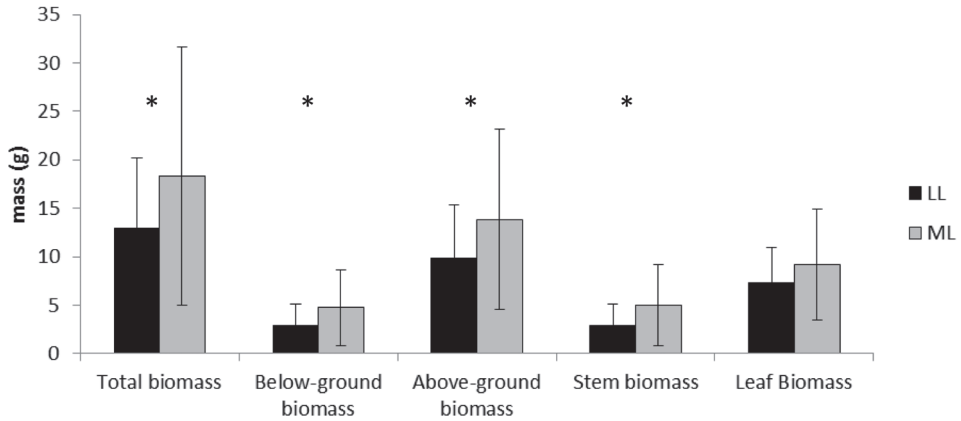 35
30
25
20
15
10
5
0
mass (g)
* * * *
Total biomass
Below-ground
biomass
Above-ground
biomass
Stem biomass
Leaf Biomass
LL
ML